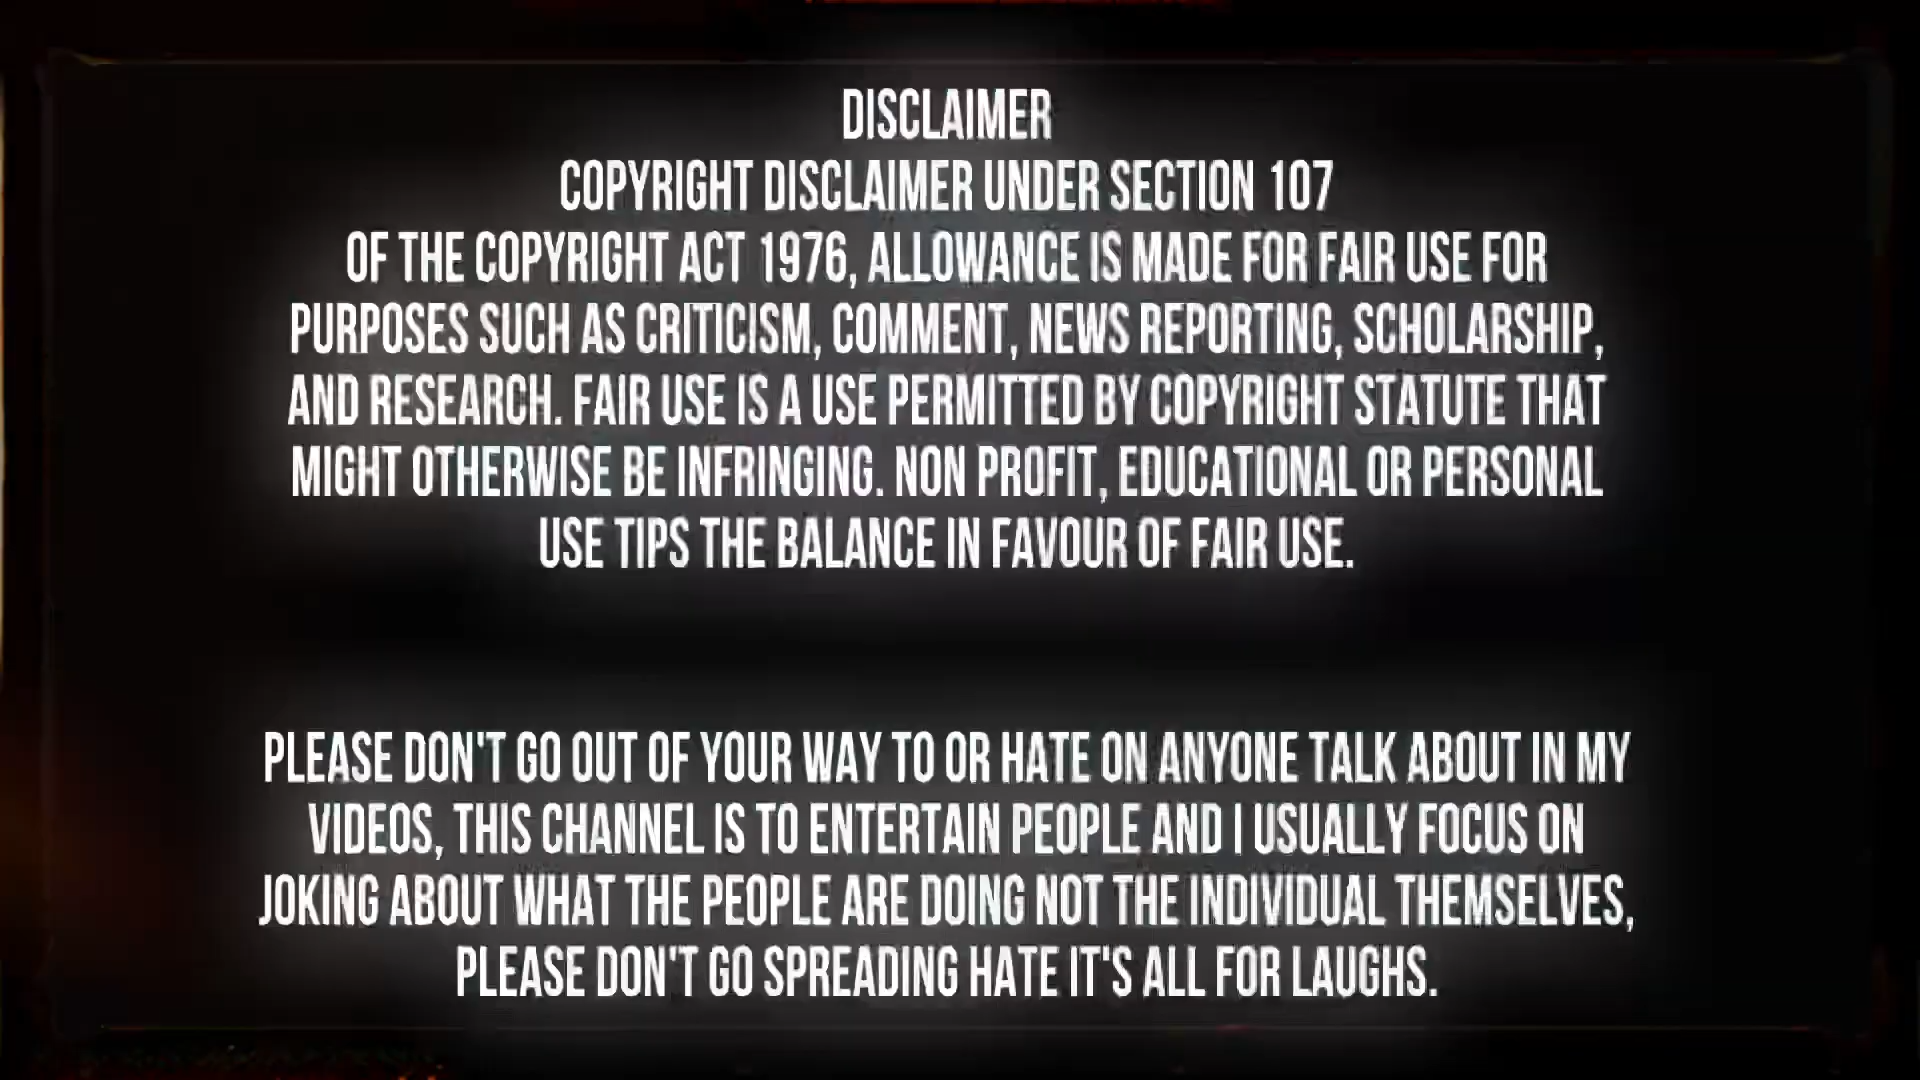 DISCLAIMER
COPYRIGHT DISCLAIMER UNDER SECTION 107
OF THE COPYRIGHT ACT 1976, ALLOWANCE IS MADE FOR FAIR USE FOR
PURPOSES SUCH AS CRITICISM, COMMENT, NEWS REPORTING, SCHOLARSHIP,
AND RESEARCH. FAIR USE IS A USE PERMITTED BY COPYRIGHT STATUTE THAT
MIGHT OTHERWISE BE INFRINGING. NON PROFIT, EDUCATIONAL OR PERSONAL
USE TIPS THE BALANCE IN FAVOUR OF FAIR USE.
PLEASE DON'T GO OUT OF YOUR WAY TO OR HATE ON ANYONE TALK ABOUT IN MY
VIDEOS, THIS CHANNEL IS TO ENTERTAIN PEOPLE AND I USUALLY FOCUS ON
JOKING ABOUT WHAT THE PEOPLE ARE DOING NOT THE INDIVIDUAL THEMSELVES,
PLEASE DON'T GO SPREADING HATE IT'S ALL FOR LAUGHS.